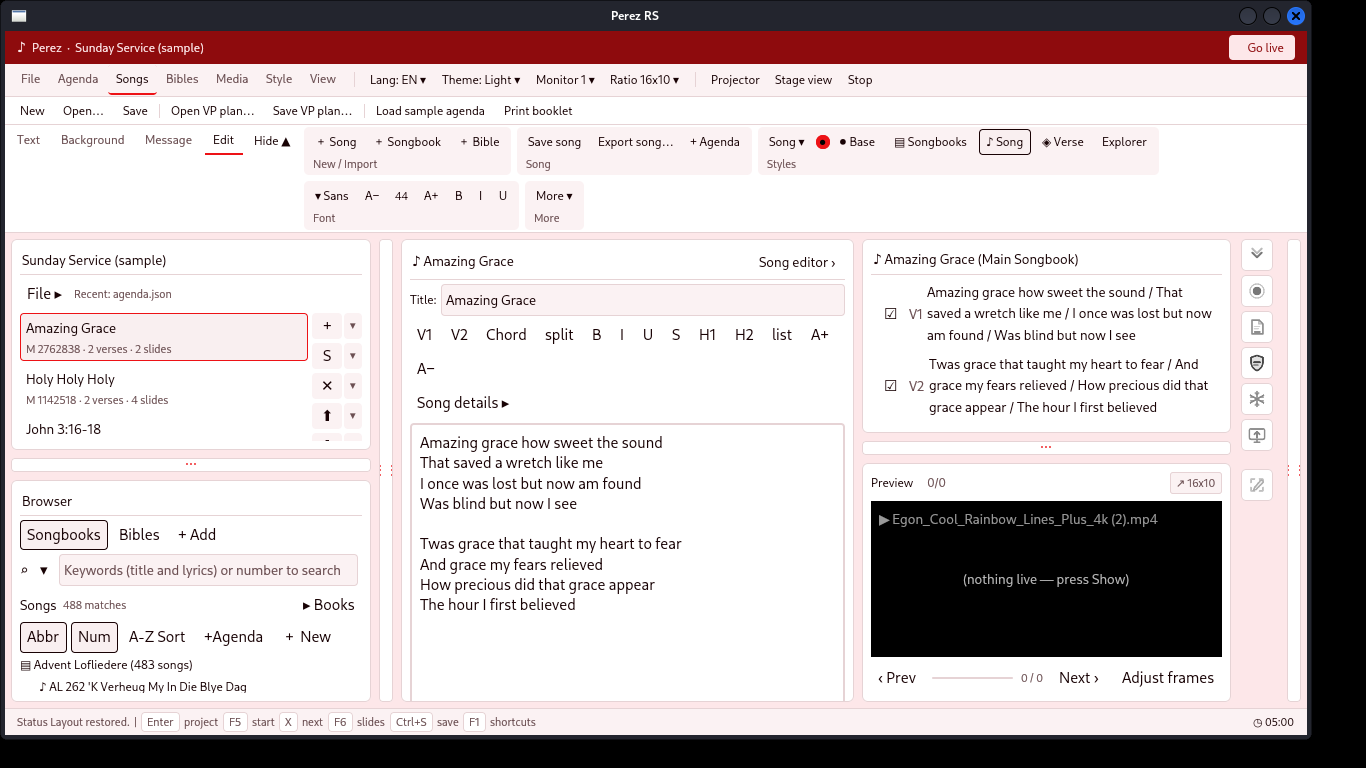 Perez RS
♪ Perez · Sunday Service (sample)
Go live
File Agenda Songs Bibles Media Style View Lang: EN ▾ Theme: Light ▾ Monitor 1 ▾ Ratio 16x10 ▾ Projector Stage view Stop
New Open… Save Open VP plan… Save VP plan… Load sample agenda Print booklet
Text Background Message Edit Hide ▲
+ Song + Songbook + Bible
New / Import
Save song Export song… + Agenda
Song
Song ▾ ● Base ▤ Songbooks ♪ Song ◈ Verse Explorer
Styles
▾ Sans A− 44 A+ B I U
Font
More ▾
More
Sunday Service (sample)
File ▸ Recent: agenda.json
Amazing Grace
M 2762838 · 2 verses · 2 slides
Holy Holy Holy
M 1142518 · 2 verses · 4 slides
John 3:16-18
+ ▾
S ▾
✕ ▾
⬆ ▾
Browser
Songbooks Bibles + Add
Keywords (title and lyrics) or number to search
Songs 488 matches ▸ Books
Abbr Num A-Z Sort +Agenda + New
▤ Advent Lofliedere (483 songs)
♪ AL 262 'K Verheug My In Die Blye Dag
♪ Amazing Grace
Song editor ›
Title: Amazing Grace
V1 V2 Chord split B I U S H1 H2 list A+
A−
Song details ▸
Amazing grace how sweet the sound
That saved a wretch like me
I once was lost but now am found
Was blind but now I see
Twas grace that taught my heart to fear
And grace my fears relieved
How precious did that grace appear
The hour I first believed
♪ Amazing Grace (Main Songbook)
☑ V1 Amazing grace how sweet the sound / That
saved a wretch like me / I once was lost but now
am found / Was blind but now I see
☑ V2 Twas grace that taught my heart to fear / And
grace my fears relieved / How precious did that
grace appear / The hour I first believed
Preview 0/0 ↗ 16x10
▶ Egon_Cool_Rainbow_Lines_Plus_4k (2).mp4
(nothing live — press Show)
‹ Prev 0 / 0 Next › Adjust frames
Status Layout restored. | Enter project F5 start X next F6 slides Ctrl+S save F1 shortcuts
◷ 05:00